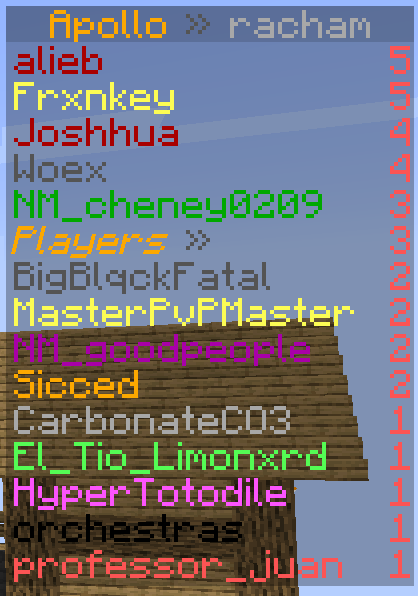 Apollo » racham
alieb 5
Frxnkey 5
Joshhua 4
Woex 4
NM_cheney0209 3
Players » 3
BigBlqckFatal 2
MasterPvPMaster 2
NM_goodpeople 2
Sicced 2
CarbonateCO3 1
El_Tio_Limonxrd 1
HyperTotodile 1
orchestras 1
professor_juan 1